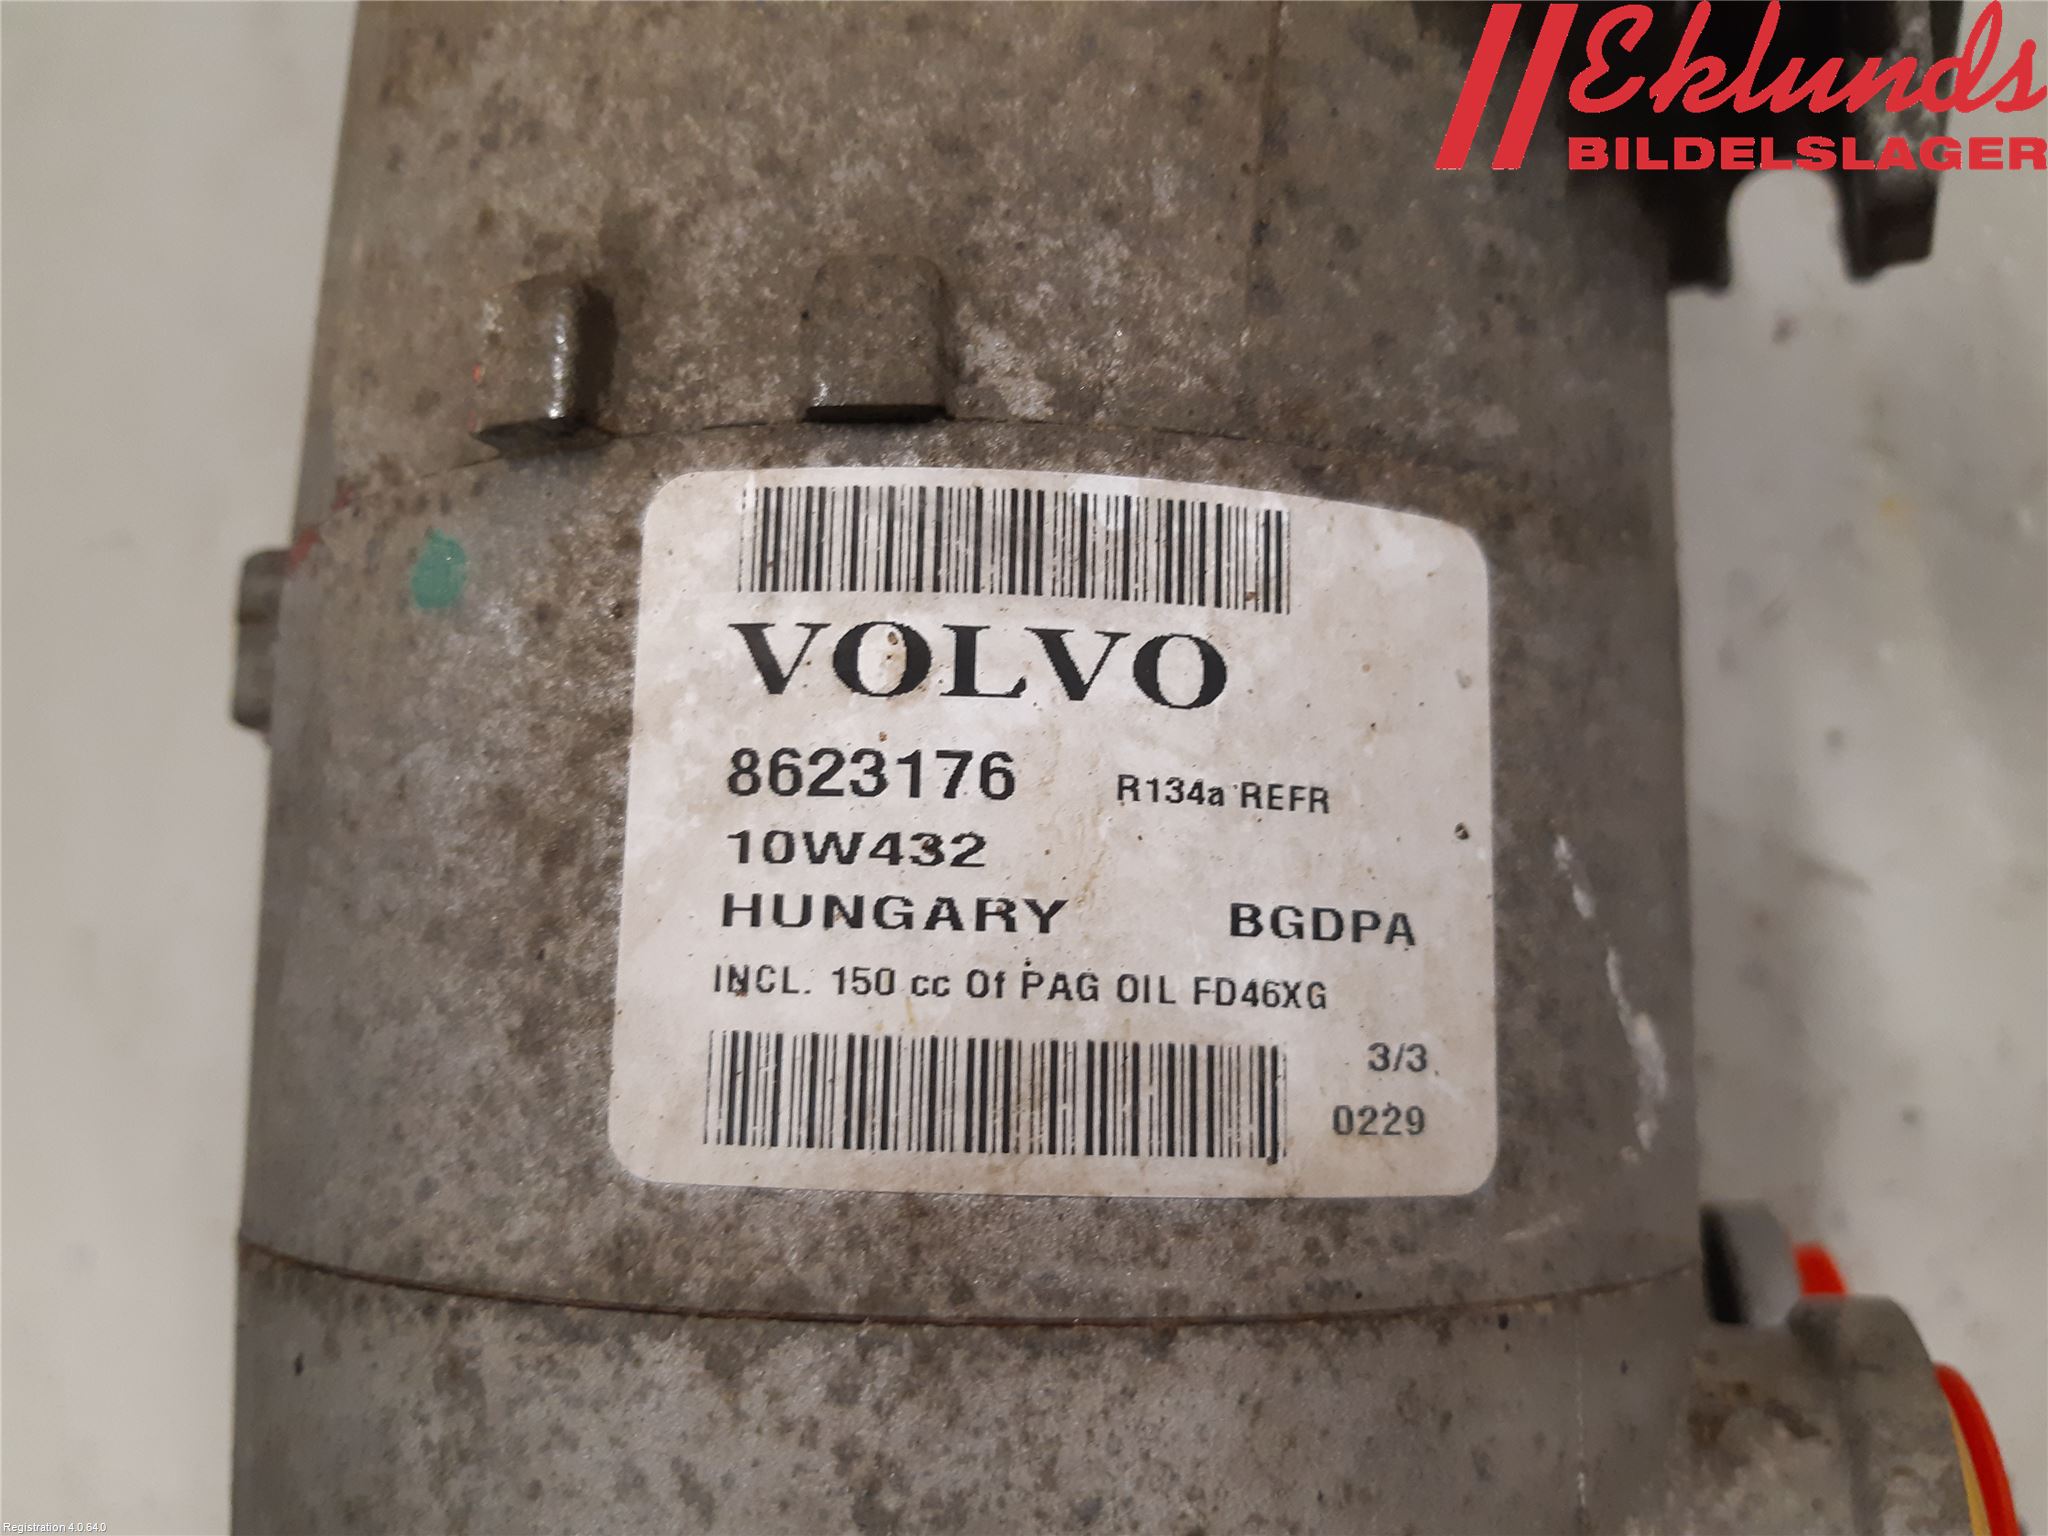 Eklunds
BILDELSLAGER
VOLVO
8623176 R134a REFR
10W432
HUNGARY BGDPA
INCL. 150 cc Of PAG OIL FD46XG
3/3
0229
Registration 4.0.64.0